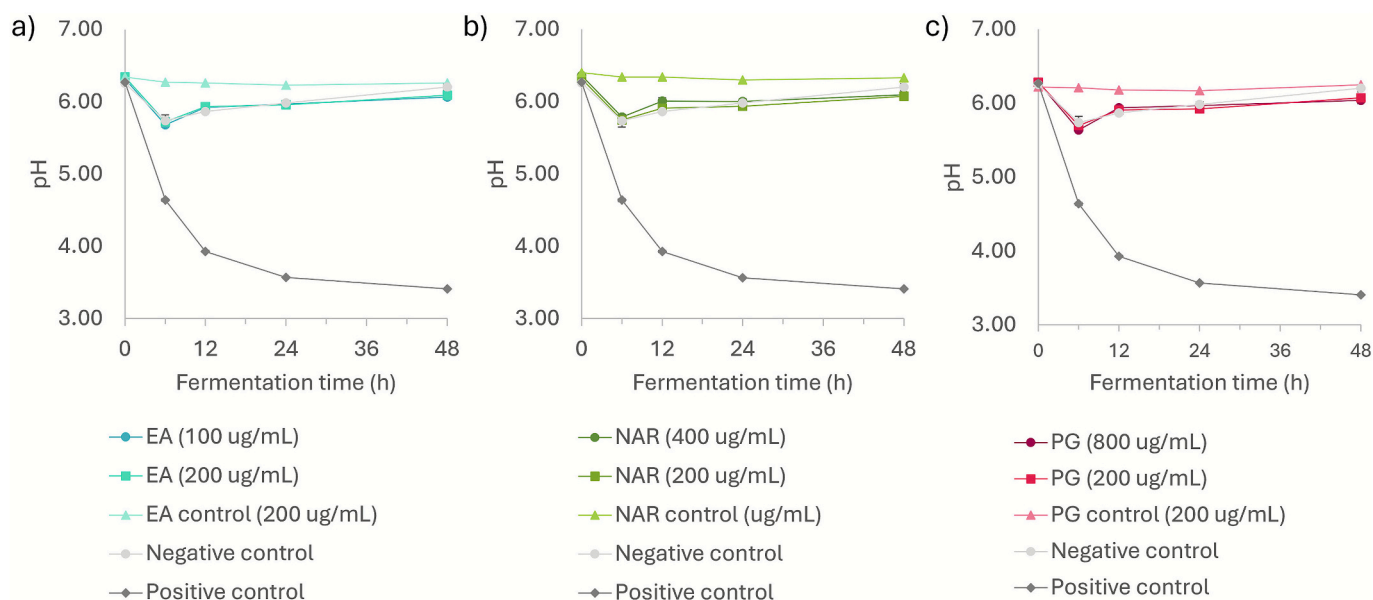 a)
7.00
6.00
5.00
4.00
3.00
pH
0 12 24 36 48
Fermentation time (h)
EA (100 ug/mL)
EA (200 ug/mL)
EA control (200 ug/mL)
Negative control
Positive control
b)
7.00
6.00
5.00
4.00
3.00
pH
0 12 24 36 48
Fermentation time (h)
NAR (400 ug/mL)
NAR (200 ug/mL)
NAR control (ug/mL)
Negative control
Positive control
c)
7.00
6.00
5.00
4.00
3.00
pH
0 12 24 36 48
Fermentation time (h)
PG (800 ug/mL)
PG (200 ug/mL)
PG control (200 ug/mL)
Negative control
Positive control